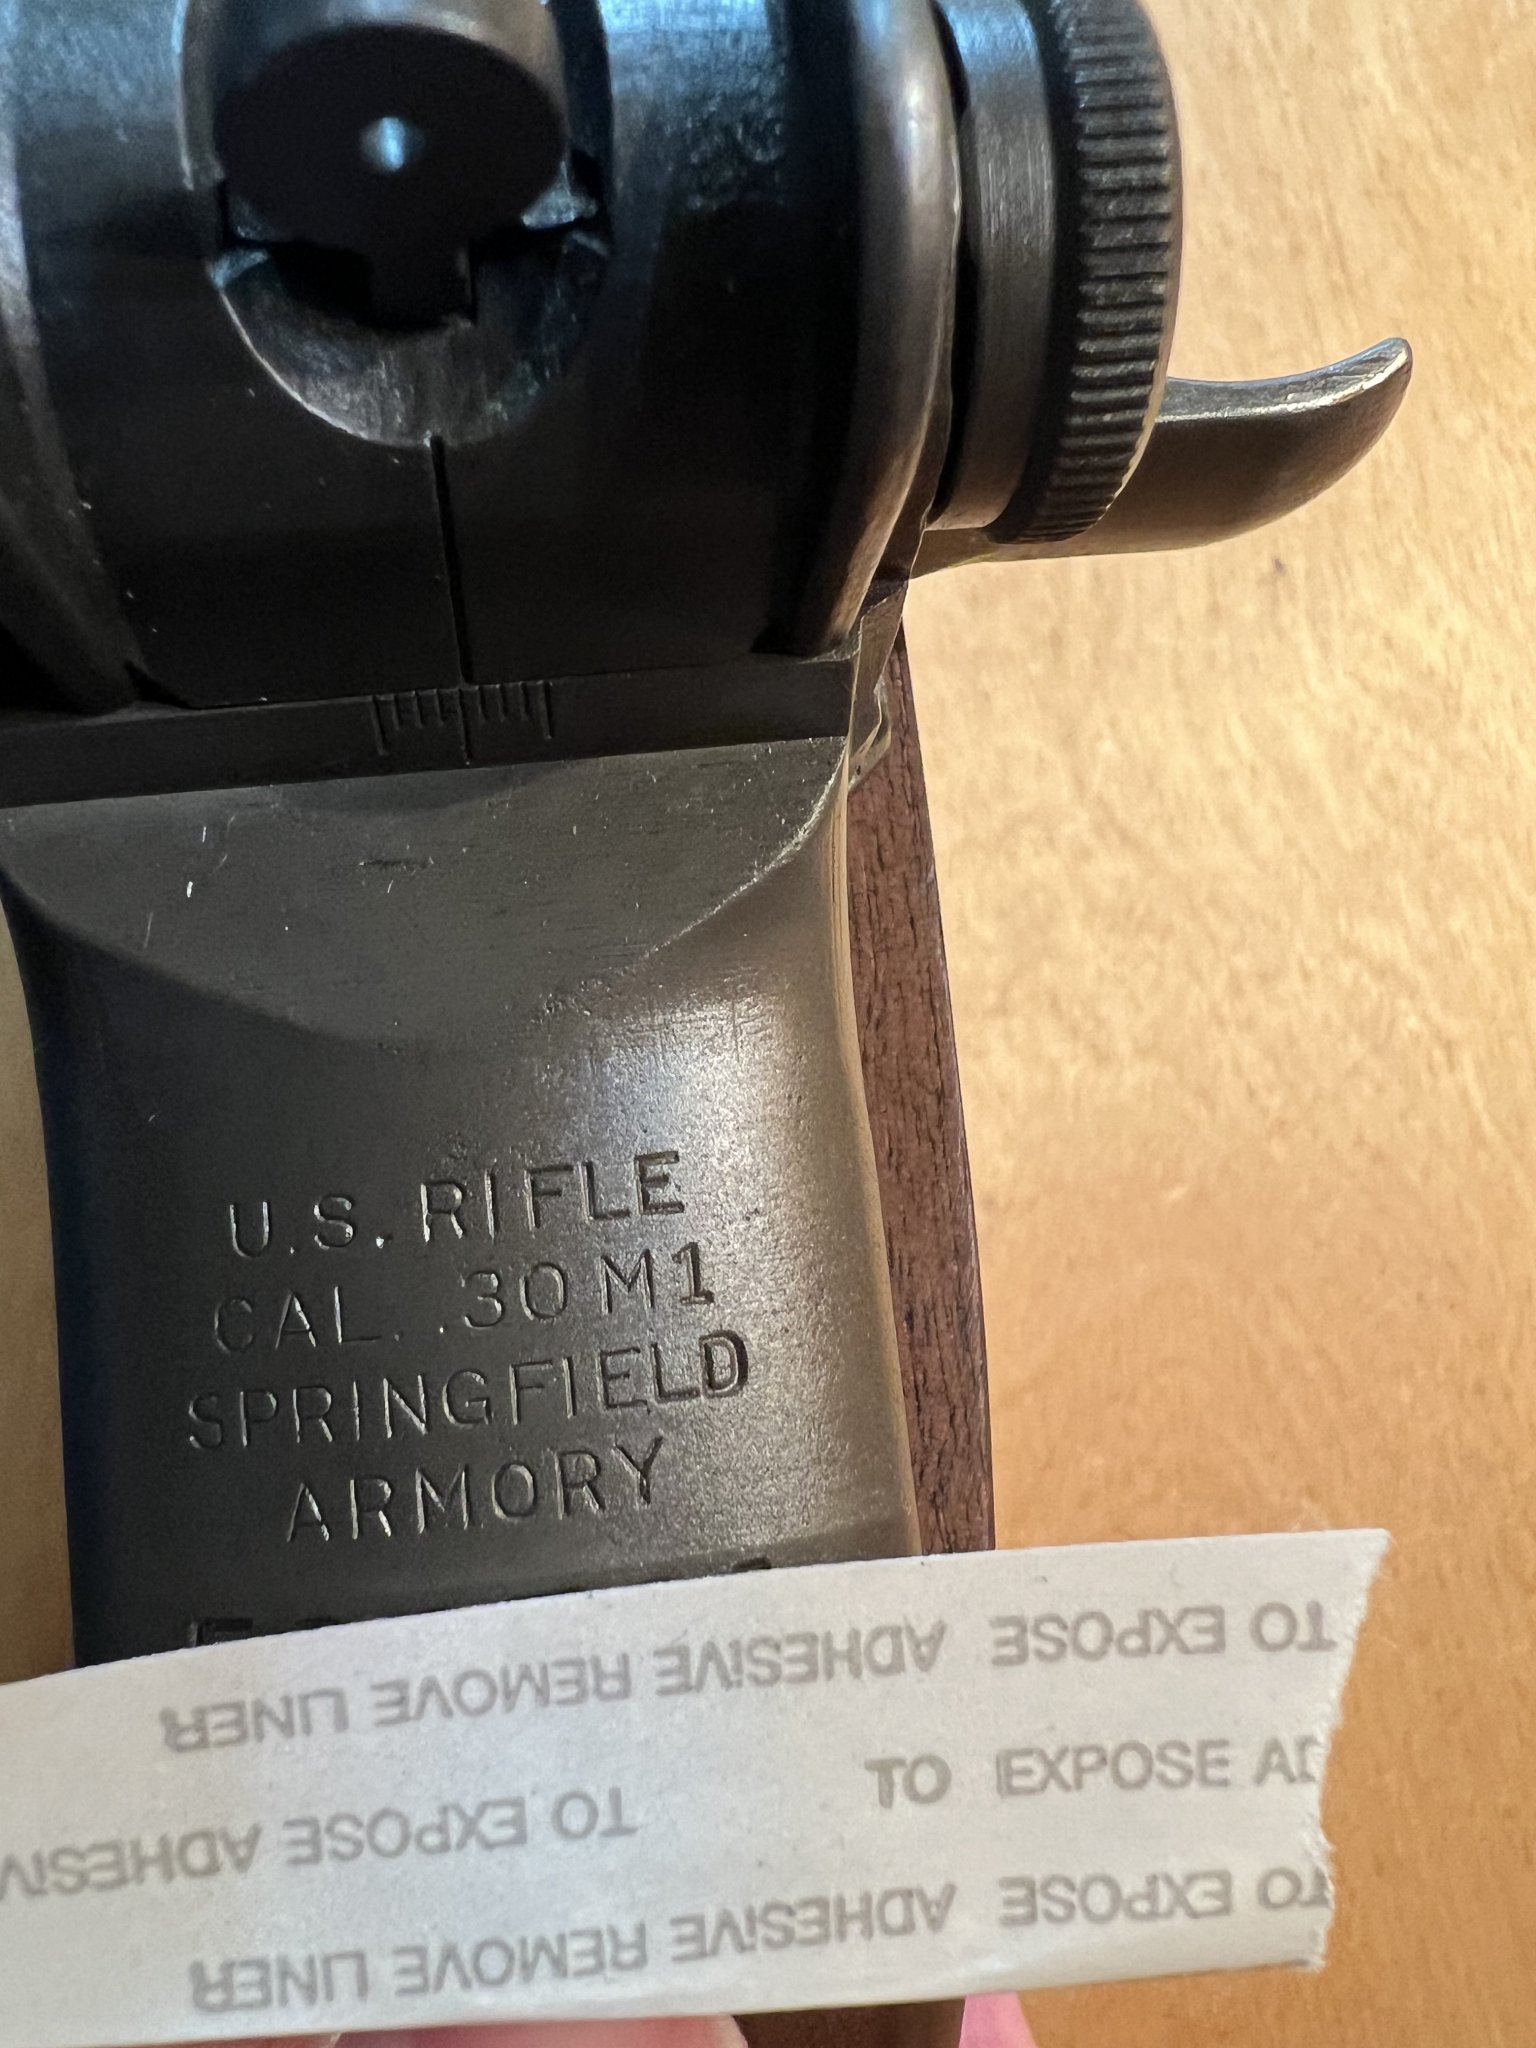 U.S. RIFLE
CAL. .30 M1
SPRINGFIELD
ARMORY
TO EXPOSE ADHESIVE REMOVE LINER
TO EXPOSE
TO EXPOSE ADHESIV
TO EXPOSE ADHESIVE REMOVE LINER